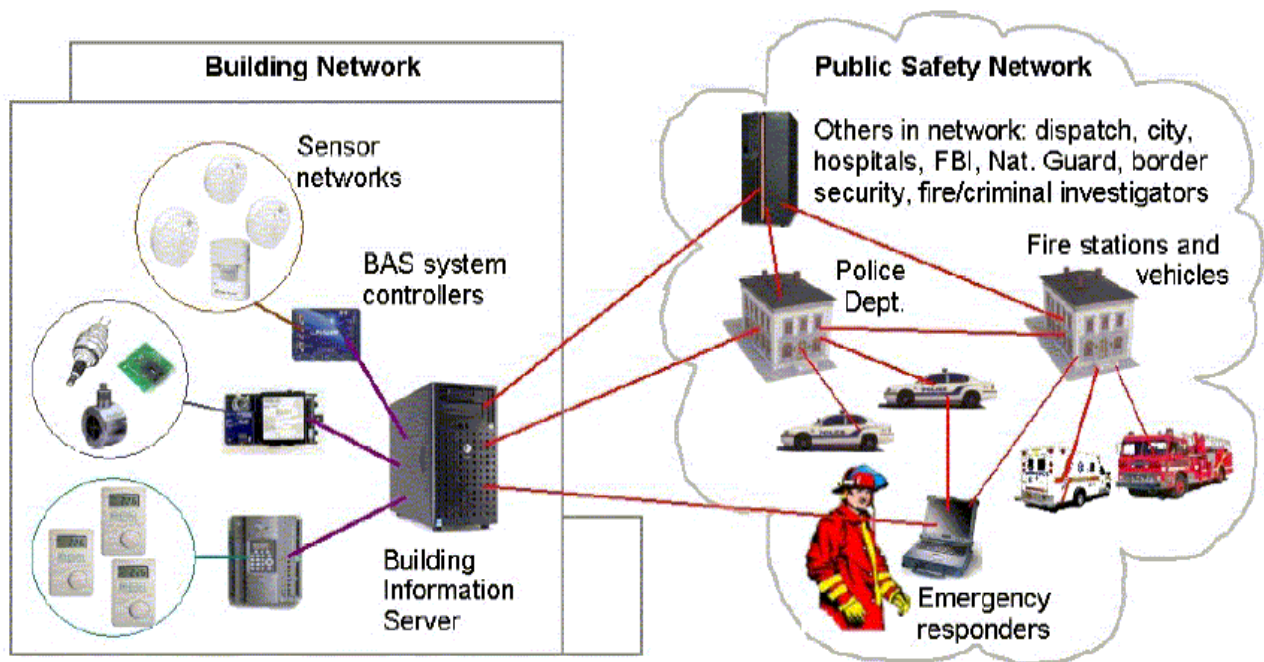 Building Network
Sensor
networks
BAS system
controllers
Building
Information
Server
Public Safety Network
Others in network: dispatch, city,
hospitals, FBI, Nat. Guard, border
security, fire/criminal investigators
Police
Dept.
Fire stations and
vehicles
Emergency
responders